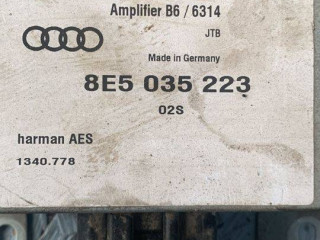 Amplifier B6 / 6314
JTB
Made in Germany
8E5 035 223
02S
harman AES
1340.778